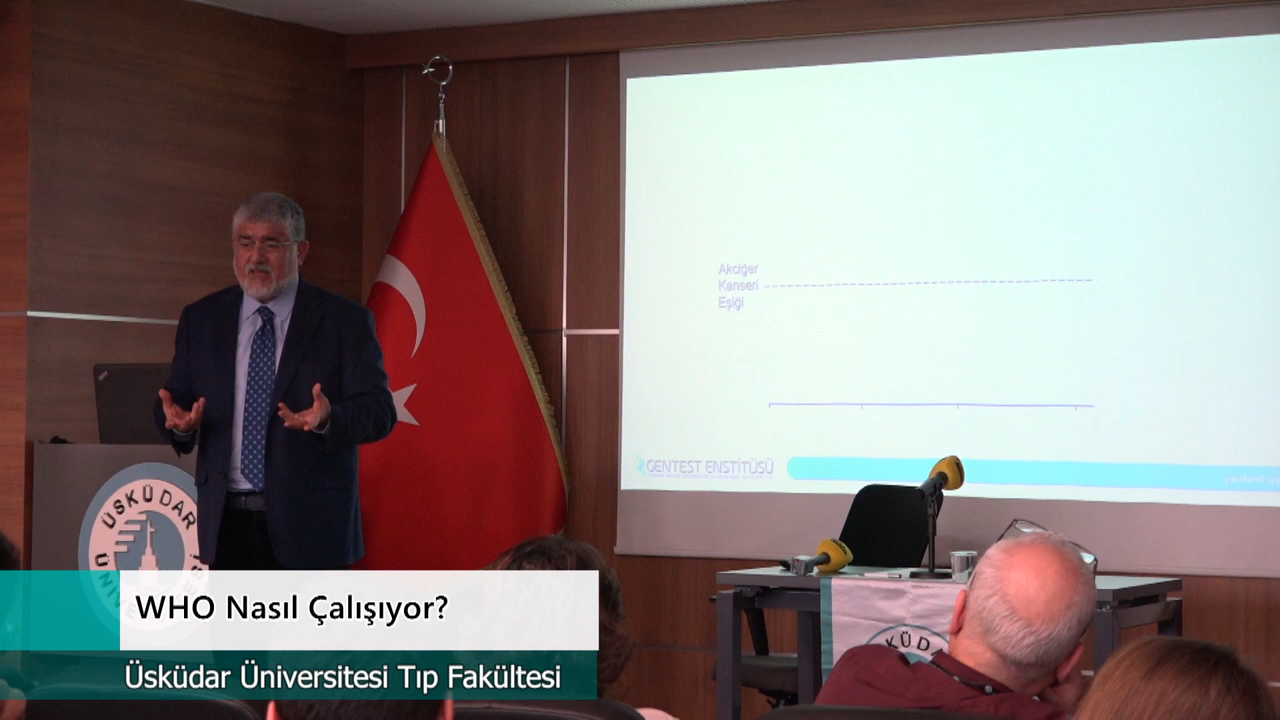 Akciğer
Kanseri
Eşiği
GENTEST ENSTİTÜSÜ
ÜSKÜDAR
WHO Nasıl Çalışıyor?
Üsküdar Üniversitesi Tıp Fakültesi